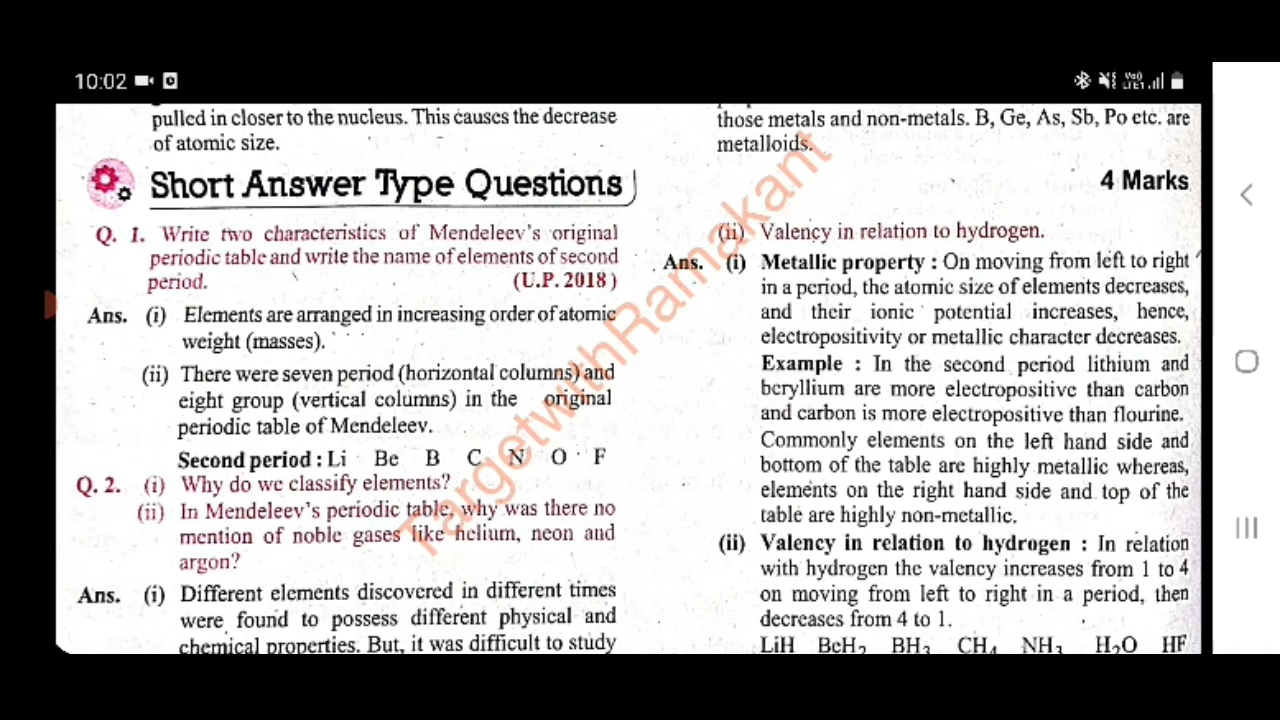 10:02
Vo)) LTE1
pulled in closer to the nucleus. This causes the decrease
of atomic size.
Short Answer Type Questions
Q. 1. Write two characteristics of Mendeleev's original
periodic table and write the name of elements of second
period. (U.P. 2018)
Ans. (i) Elements are arranged in increasing order of atomic
weight (masses).
(ii) There were seven period (horizontal columns) and
eight group (vertical columns) in the original
periodic table of Mendeleev.
Second period : Li Be B C N O F
Q. 2. (i) Why do we classify elements?
(ii) In Mendeleev's periodic table, why was there no
mention of noble gases like helium, neon and
argon?
Ans. (i) Different elements discovered in different times
were found to possess different physical and
chemical properties. But, it was difficult to study
those metals and non-metals. B, Ge, As, Sb, Po etc. are
metalloids.
4 Marks
(ii) Valency in relation to hydrogen.
Ans. (i) Metallic property : On moving from left to right
in a period, the atomic size of elements decreases,
and their ionic potential increases, hence,
electropositivity or metallic character decreases.
Example : In the second period lithium and
beryllium are more electropositive than carbon
and carbon is more electropositive than flourine.
Commonly elements on the left hand side and
bottom of the table are highly metallic whereas,
elements on the right hand side and top of the
table are highly non-metallic.
(ii) Valency in relation to hydrogen : In relation
with hydrogen the valency increases from 1 to 4
on moving from left to right in a period, then
decreases from 4 to 1.
LiH BeH₂ BH₃ CH₄ NH₃ H₂O HF
TargetwithRamakant